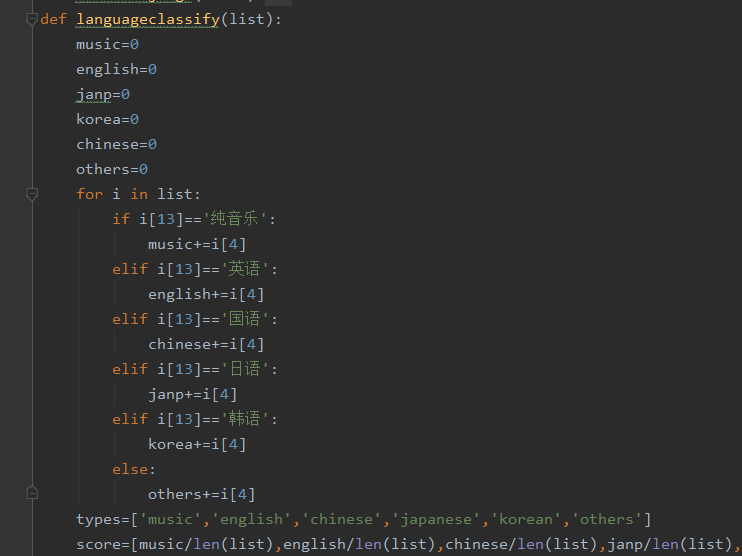 def languageclassify(list):
    music=0
    english=0
    janp=0
    korea=0
    chinese=0
    others=0
    for i in list:
        if i[13]=='纯音乐':
            music+=i[4]
        elif i[13]=='英语':
            english+=i[4]
        elif i[13]=='国语':
            chinese+=i[4]
        elif i[13]=='日语':
            janp+=i[4]
        elif i[13]=='韩语':
            korea+=i[4]
        else:
            others+=i[4]
    types=['music','english','chinese','japanese','korean','others']
    score=[music/len(list),english/len(list),chinese/len(list),janp/len(list),